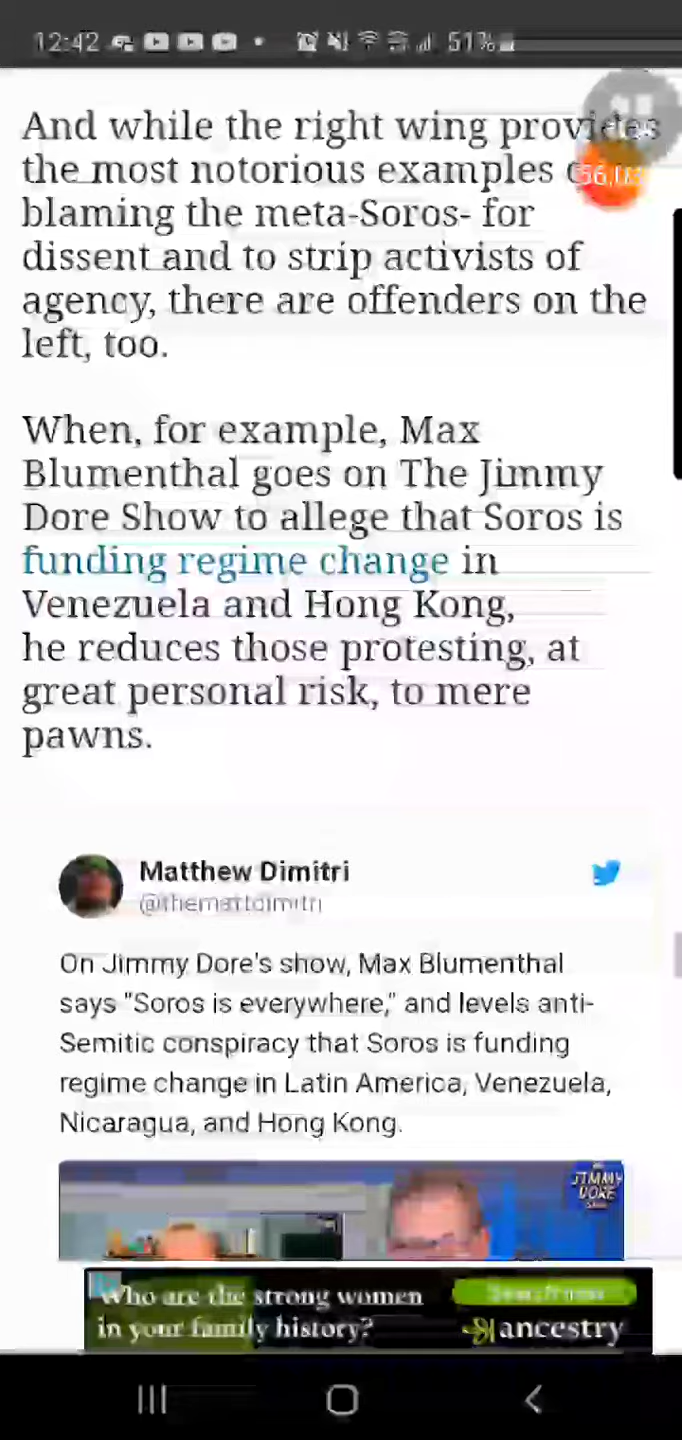 12:42
51%
And while the right wing provides
the most notorious examples
blaming the meta-Soros- for
dissent and to strip activists of
agency, there are offenders on the
left, too.
When, for example, Max
Blumenthal goes on The Jimmy
Dore Show to allege that Soros is
funding regime change in
Venezuela and Hong Kong,
he reduces those protesting, at
great personal risk, to mere
pawns.
Matthew Dimitri
@themattdimitri
On Jimmy Dore's show, Max Blumenthal
says "Soros is everywhere," and levels anti-
Semitic conspiracy that Soros is funding
regime change in Latin America, Venezuela,
Nicaragua, and Hong Kong.
JIMMY
DORE
Who are the strong women
in your family history?
ancestry